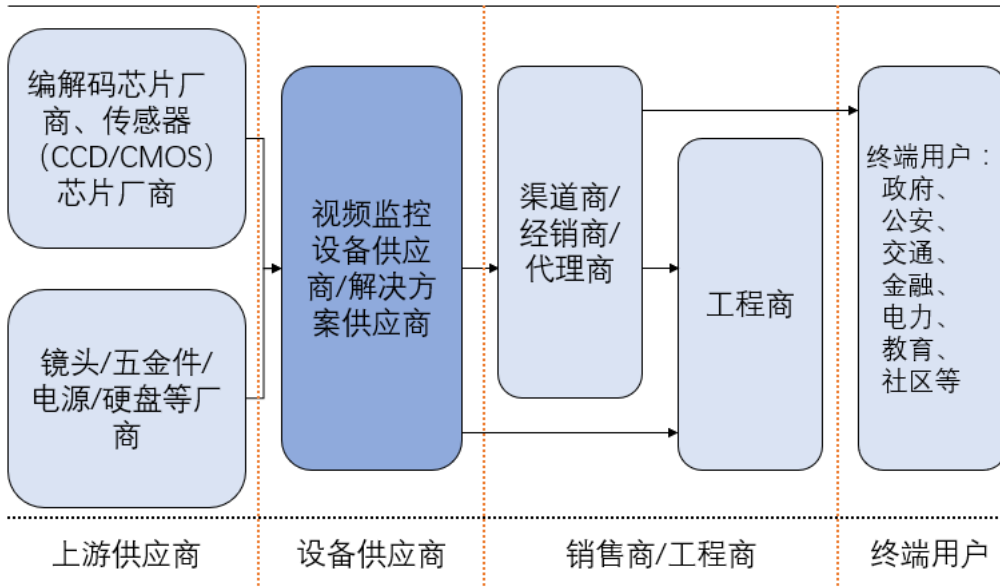 编解码芯片厂
商、传感器
（CCD/CMOS）
芯片厂商
镜头/五金件/
电源/硬盘等厂
商
视频监控
设备供应
商/解决方
案供应商
渠道商/
经销商/
代理商
工程商
终端用户：
政府、
公安、
交通、
金融、
电力、
教育、
社区等
上游供应商
设备供应商
销售商/工程商
终端用户